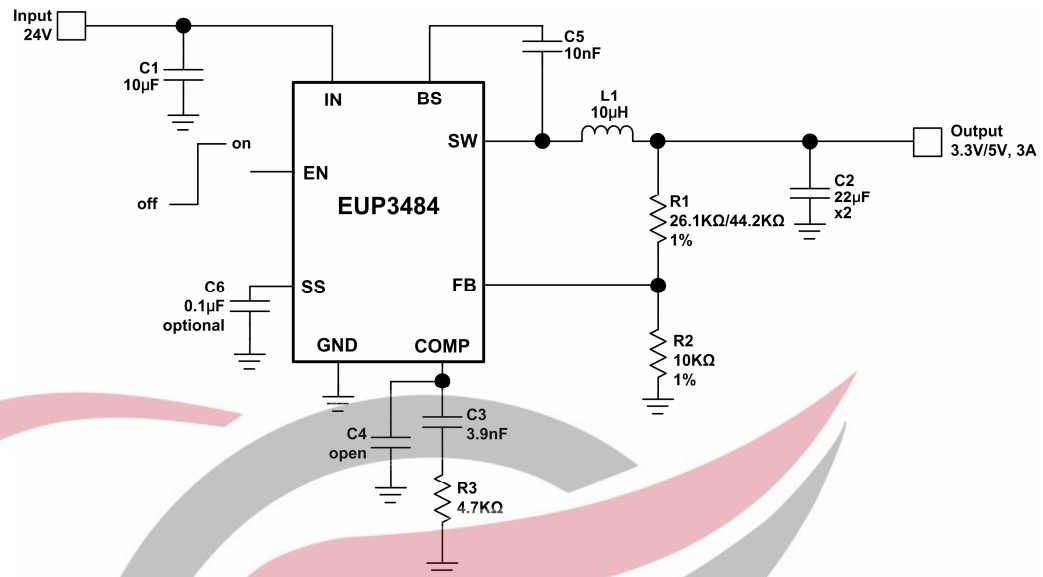 Input
24V
C1
10μF
IN
BS
C5
10nF
L1
10μH
SW
Output
3.3V/5V, 3A
on
off
EN
EUP3484
R1
26.1KΩ/44.2KΩ
1%
C2
22μF
x2
C6
0.1μF
optional
SS
FB
GND
COMP
R2
10KΩ
1%
C4
open
C3
3.9nF
R3
4.7KΩ